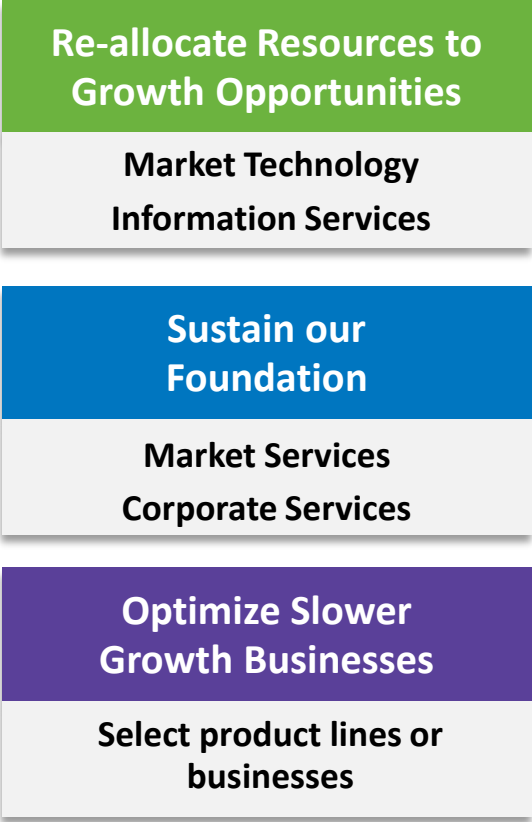 Re-allocate Resources to
Growth Opportunities
Market Technology
Information Services
Sustain our
Foundation
Market Services
Corporate Services
Optimize Slower
Growth Businesses
Select product lines or
businesses